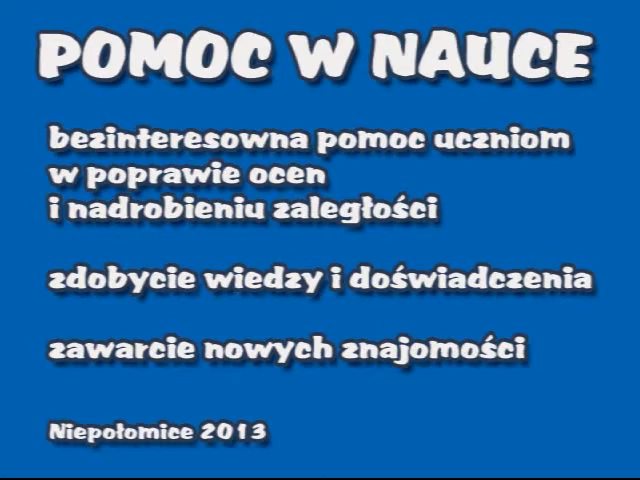 POMOC W NAUCE
bezinteresowna pomoc uczniom
w poprawie ocen
i nadrobieniu zaległości
zdobycie wiedzy i doświadczenia
zawarcie nowych znajomości
Niepołomice 2013